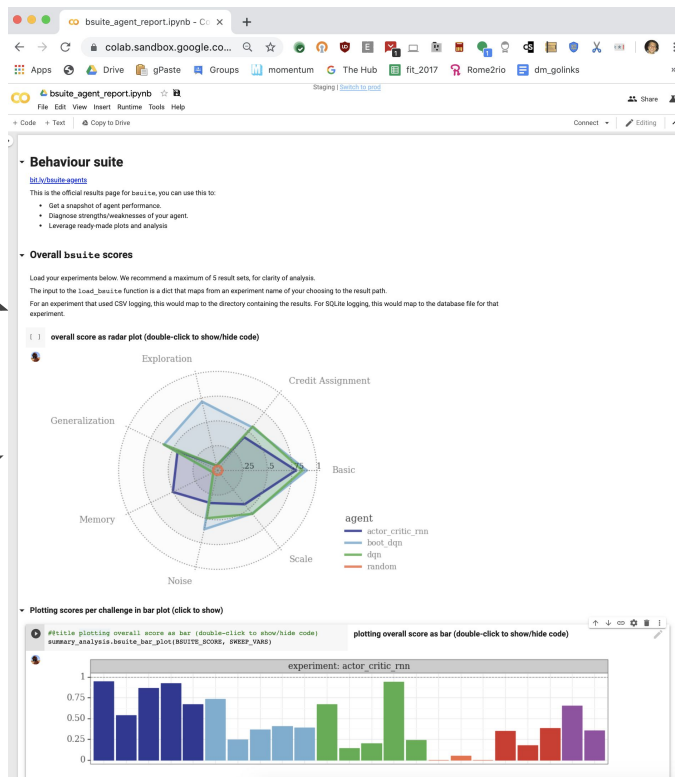 bsuite_agent_report.ipynb - Co
colab.sandbox.google.co...
Apps
Drive
gPaste
Groups
momentum
The Hub
fit_2017
Rome2rio
dm_golinks
bsuite_agent_report.ipynb
Staging | Switch to prod
File Edit View Insert Runtime Tools Help
Share
+ Code + Text Copy to Drive
Connect
Editing
Behaviour suite
bit.ly/bsuite-agents
This is the official results page for bsuite, you can use this to:
• Get a snapshot of agent performance.
• Diagnose strengths/weaknesses of your agent.
• Leverage ready-made plots and analysis
Overall bsuite scores
Load your experiments below. We recommend a maximum of 5 result sets, for clarity of analysis.
The input to the load_bsuite function is a dict that maps from an experiment name of your choosing to the result path.
For an experiment that used CSV logging, this would map to the directory containing the results. For SQLite logging, this would map to the database file for that
experiment.
[ ] overall score as radar plot (double-click to show/hide code)
Exploration
Credit Assignment
Generalization
.25 .5 .75 1
Basic
Memory
Noise
Scale
agent
actor_critic_rnn
boot_dqn
dqn
random
Plotting scores per challenge in bar plot (click to show)
#@title plotting overall score as bar (double-click to show/hide code)
summary_analysis.bsuite_bar_plot(BSUITE_SCORE, SWEEP_VARS)
plotting overall score as bar (double-click to show/hide code)
experiment: actor_critic_rnn
1
0.75
0.50
0.25
0